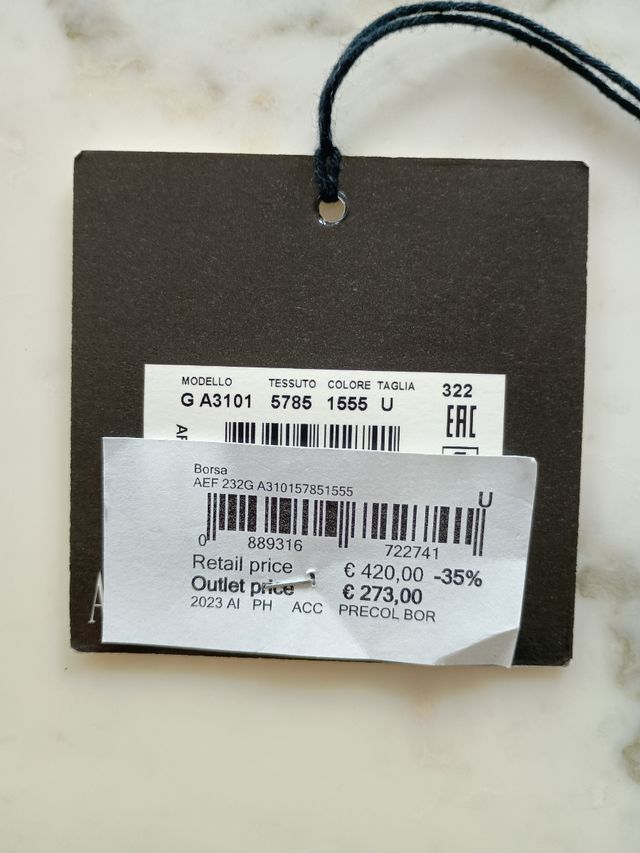 MODELLO TESSUTO COLORE TAGLIA
G A3101 5785 1555 U
322
EAC
Borsa
AEF 232G A310157851555
U
0 889316 722741
Retail price € 420,00 -35%
Outlet price € 273,00
2023 AI PH ACC PRECOL BOR